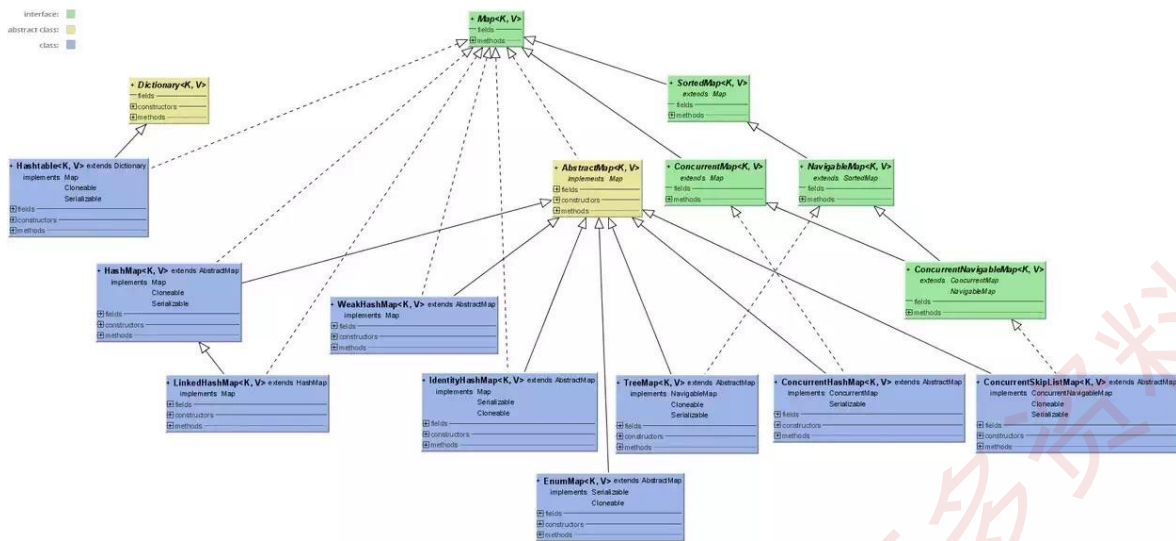 interface:
abstract class:
class:
Map<K, V>
fields
methods
Dictionary<K, V>
fields
constructors
methods
SortedMap<K, V>
extends Map
fields
methods
Hashtable<K, V> extends Dictionary
implements Map
Cloneable
Serializable
fields
constructors
methods
AbstractMap<K, V>
implements Map
fields
constructors
methods
ConcurrentMap<K, V>
extends Map
fields
methods
NavigableMap<K, V>
extends SortedMap
fields
methods
HashMap<K, V> extends AbstractMap
implements Map
Cloneable
Serializable
fields
constructors
methods
WeakHashMap<K, V> extends AbstractMap
implements Map
fields
constructors
methods
ConcurrentNavigableMap<K, V>
extends ConcurrentMap
NavigableMap
fields
methods
LinkedHashMap<K, V> extends HashMap
implements Map
fields
constructors
methods
IdentityHashMap<K, V> extends AbstractMap
implements Map
Serializable
Cloneable
fields
constructors
methods
TreeMap<K, V> extends AbstractMap
implements NavigableMap
Cloneable
Serializable
fields
constructors
methods
ConcurrentHashMap<K, V> extends AbstractMap
implements ConcurrentMap
Serializable
fields
constructors
methods
ConcurrentSkipListMap<K, V> extends AbstractMap
implements ConcurrentNavigableMap
Cloneable
Serializable
fields
constructors
methods
EnumMap<K, V> extends AbstractMap
implements Serializable
Cloneable
fields
constructors
methods
多资料